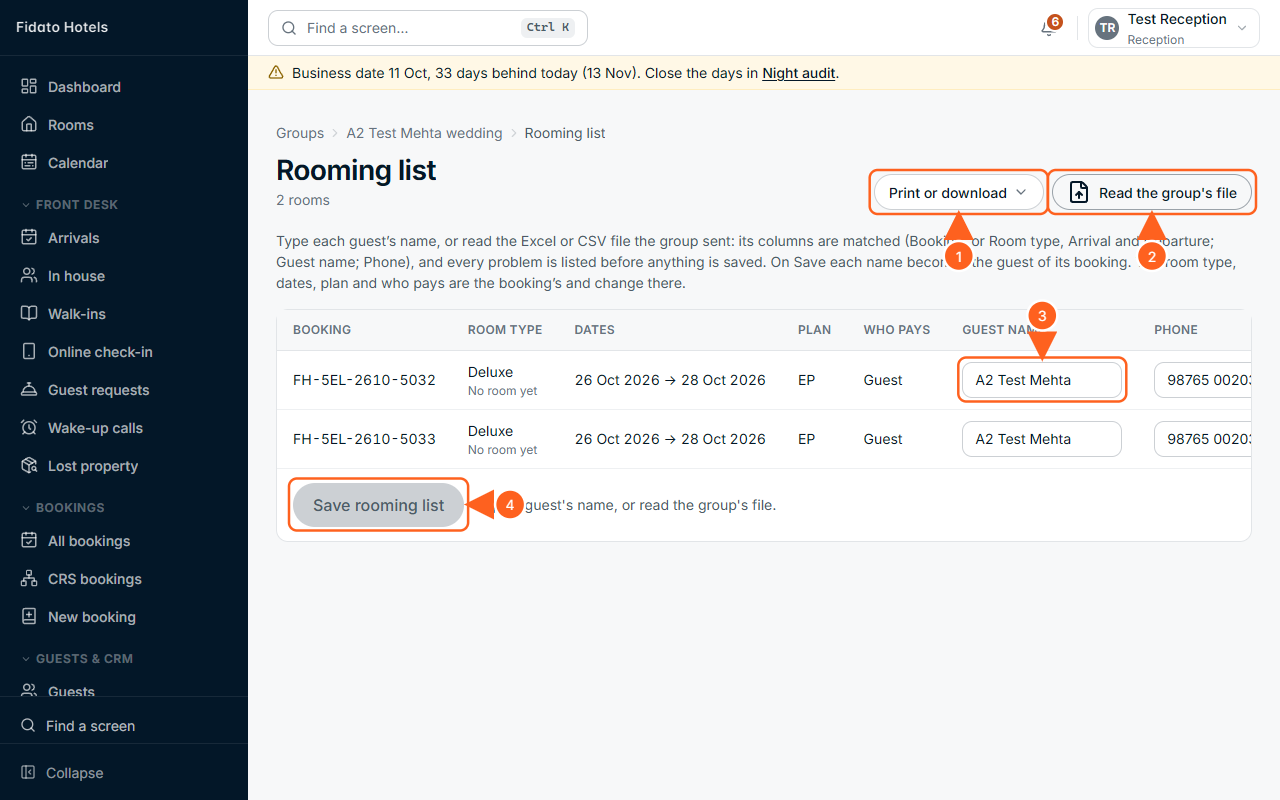 Fidato Hotels
Find a screen...
Ctrl K
6
TR
Test Reception
Reception
Business date 11 Oct, 33 days behind today (13 Nov). Close the days in Night audit.
Dashboard
Rooms
Calendar
FRONT DESK
Arrivals
In house
Walk-ins
Online check-in
Guest requests
Wake-up calls
Lost property
BOOKINGS
All bookings
CRS bookings
New booking
GUESTS & CRM
Guests
Find a screen
Collapse
Groups
A2 Test Mehta wedding
Rooming list
Rooming list
2 rooms
Print or download
Read the group's file
1
2
Type each guest's name, or read the Excel or CSV file the group sent: its columns are matched or Room type, Arrival and
Guest name; Phone), and every problem is listed before anything is saved. On Save each name the guest of its booking. room type,
dates, plan and who pays are the booking's and change there.
3
BOOKING ROOM TYPE DATES PLAN WHO PAYS GUEST PHONE
FH-5EL-2610-5032 Deluxe 26 Oct 2026 → 28 Oct 2026 EP Guest A2 Test Mehta 98765 0020
No room yet
FH-5EL-2610-5033 Deluxe 26 Oct 2026 → 28 Oct 2026 EP Guest A2 Test Mehta 98765 0020
No room yet
Save rooming list
4
guest's name, or read the group's file.